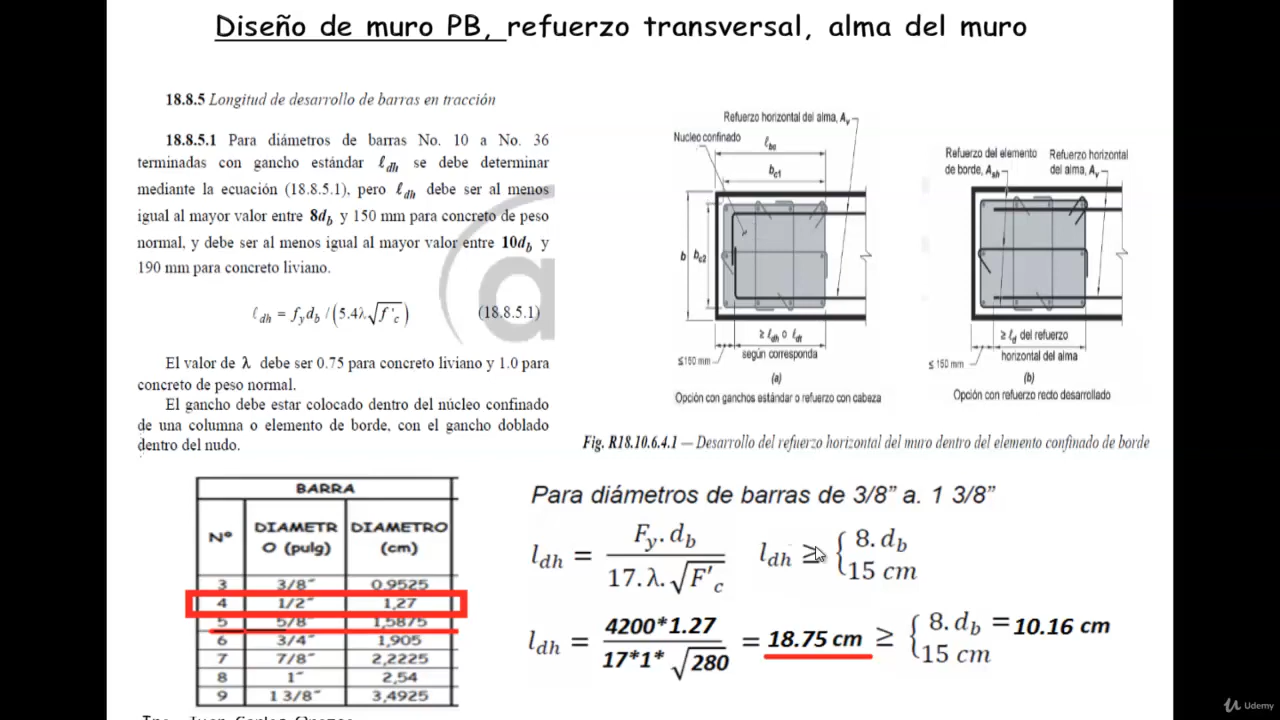 Diseño de muro PB, refuerzo transversal, alma del muro
18.8.5 Longitud de desarrollo de barras en tracción
18.8.5.1 Para diámetros de barras No. 10 a No. 36
terminadas con gancho estándar ℓdh se debe determinar
mediante la ecuación (18.8.5.1), pero ℓdh debe ser al menos
igual al mayor valor entre 8db y 150 mm para concreto de peso
normal, y debe ser al menos igual al mayor valor entre 10db y
190 mm para concreto liviano.
ℓdh = fydb / (5.4λ√f'c) (18.8.5.1)
El valor de λ debe ser 0.75 para concreto liviano y 1.0 para
concreto de peso normal.
El gancho debe estar colocado dentro del núcleo confinado
de una columna o elemento de borde, con el gancho doblado
dentro del nudo.
Refuerzo horizontal del alma, Av
Nucleo confinado
ℓbe
bc1
b
bc2
≥ ℓdh o ℓdt
según corresponda
≤150 mm
(a)
Opción con ganchos estándar o refuerzo con cabeza
Refuerzo del elemento
de borde, Ash
Refuerzo horizontal
del alma, Av
≥ ℓd del refuerzo
horizontal del alma
≤ 150 mm
(b)
Opción con refuerzo recto desarrollado
Fig. R18.10.6.4.1 — Desarrollo del refuerzo horizontal del muro dentro del elemento confinado de borde
BARRA
Nº DIAMETR O (pulg) DIAMETRO (cm)
3 3/8" 0,9525
4 1/2" 1,27
5 5/8" 1,5875
6 3/4" 1,905
7 7/8" 2,2225
8 1" 2,54
9 1 3/8" 3,4925
Para diámetros de barras de 3/8" a. 1 3/8"
ldh = Fy.db / 17.λ.√F'c ldh ≥ { 8.db
15 cm
ldh = 4200*1.27 / 17*1*√280 = 18.75 cm ≥ { 8.db = 10.16 cm
15 cm
Udemy